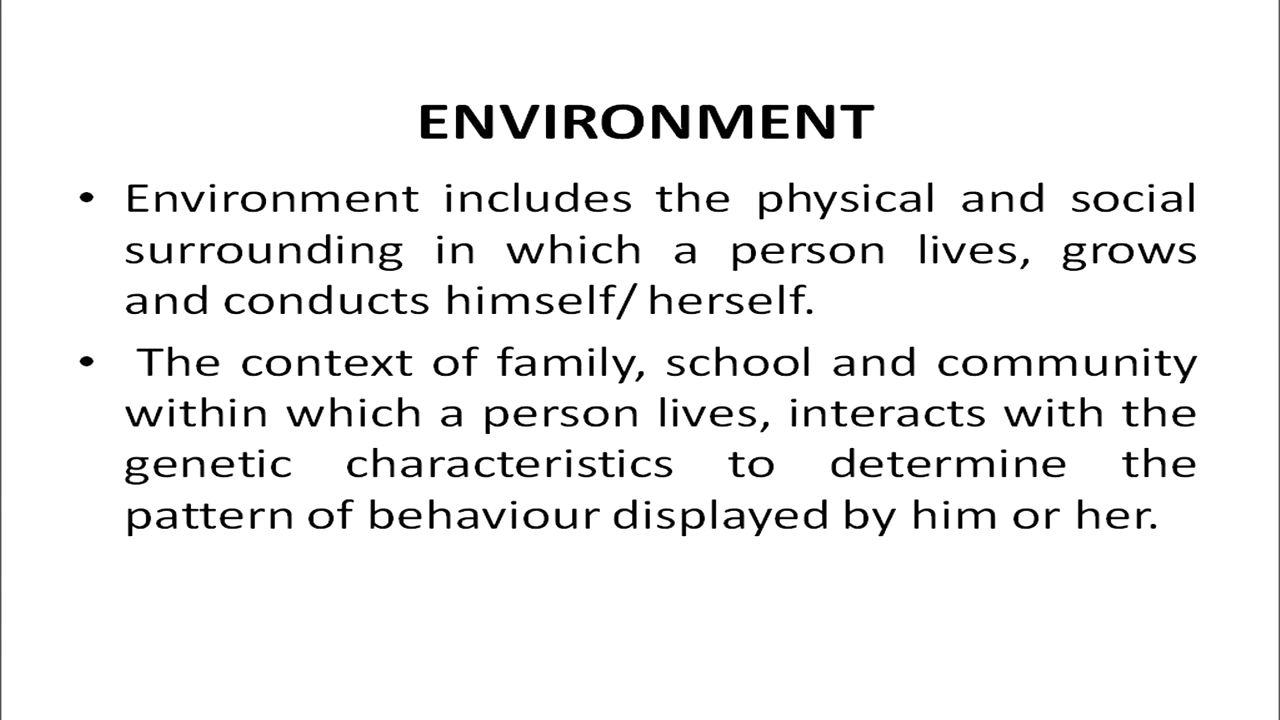 ENVIRONMENT
• Environment includes the physical and social
surrounding in which a person lives, grows
and conducts himself/ herself.
• The context of family, school and community
within which a person lives, interacts with the
genetic characteristics to determine the
pattern of behaviour displayed by him or her.